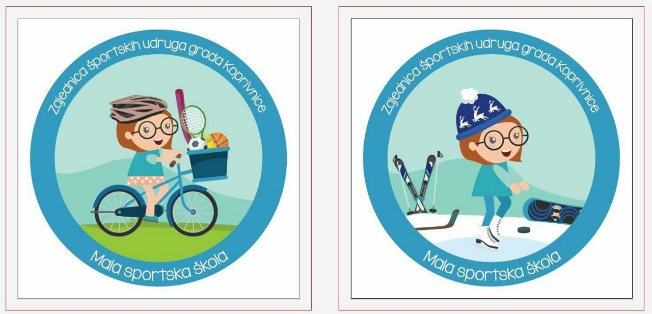 Zajednica športskih udruga grada Koprivnice
Mala sportska škola
Zajednica športskih udruga grada Koprivnice
Mala sportska škola